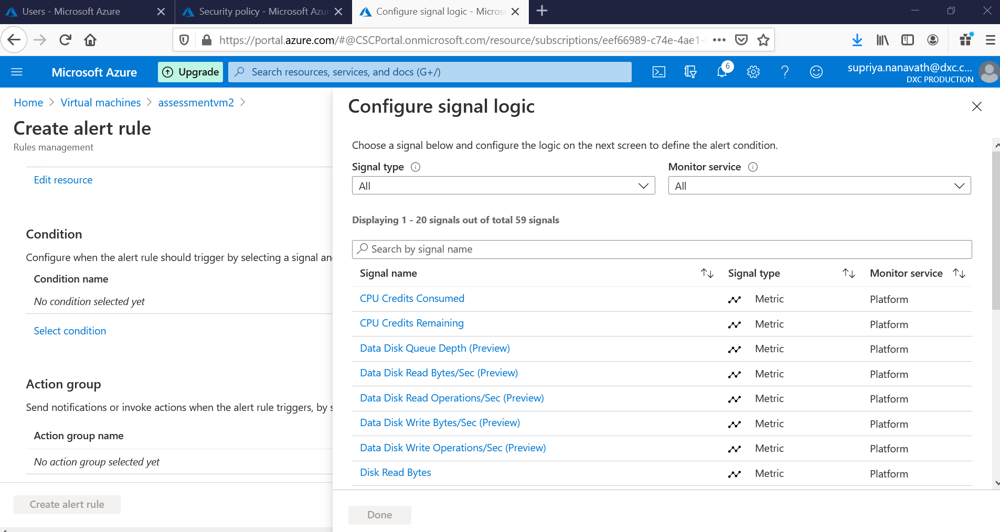 Users - Microsoft Azure
Security policy - Microsoft Azur
Configure signal logic - Micros
https://portal.azure.com/#@CSCPortal.onmicrosoft.com/resource/subscriptions/eef66989-c74e-4ae1-
Microsoft Azure
Upgrade
Search resources, services, and docs (G+/)
6
supriya.nanavath@dxc.c...
DXC PRODUCTION
Home > Virtual machines > assessmentvm2 >
Create alert rule
Rules management
Edit resource
Condition
Configure when the alert rule should trigger by selecting a signal an
Condition name
No condition selected yet
Select condition
Action group
Send notifications or invoke actions when the alert rule triggers, by s
Action group name
No action group selected yet
Create alert rule
Configure signal logic
Choose a signal below and configure the logic on the next screen to define the alert condition.
Signal type
Monitor service
All
All
Displaying 1 - 20 signals out of total 59 signals
Search by signal name
Signal name Signal type Monitor service
CPU Credits Consumed Metric Platform
CPU Credits Remaining Metric Platform
Data Disk Queue Depth (Preview) Metric Platform
Data Disk Read Bytes/Sec (Preview) Metric Platform
Data Disk Read Operations/Sec (Preview) Metric Platform
Data Disk Write Bytes/Sec (Preview) Metric Platform
Data Disk Write Operations/Sec (Preview) Metric Platform
Disk Read Bytes Metric Platform
Done